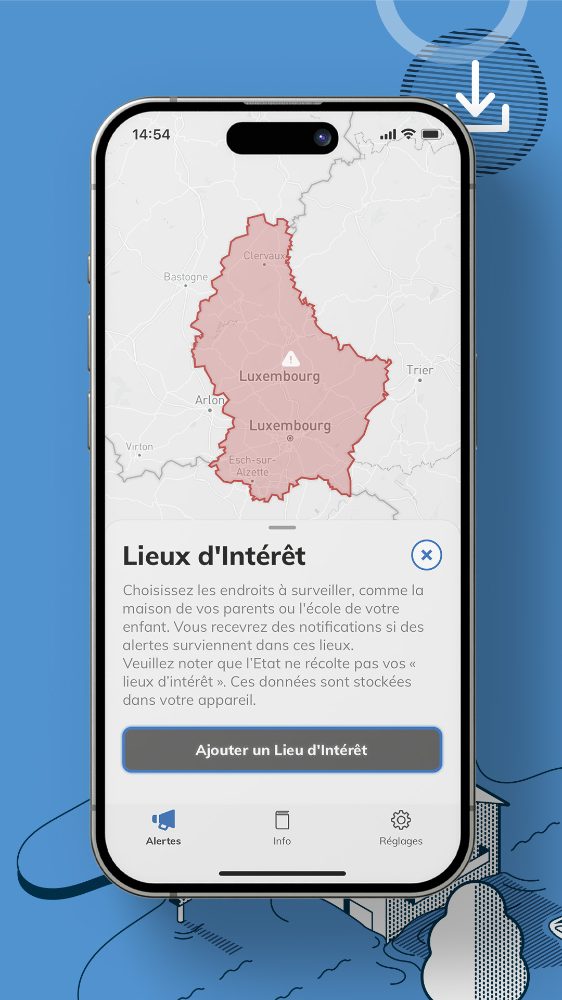 14:54
Clervaux
Bastogne
Luxembourg
Trier
Arlon
Luxembourg
Virton
Esch-sur-
Alzette
Lieux d'Intérêt
Choisissez les endroits à surveiller, comme la
maison de vos parents ou l'école de votre
enfant. Vous recevrez des notifications si des
alertes surviennent dans ces lieux.
Veuillez noter que l’Etat ne récolte pas vos «
lieux d’intérêt ». Ces données sont stockées
dans votre appareil.
Ajouter un Lieu d'Intérêt
Alertes
Info
Réglages